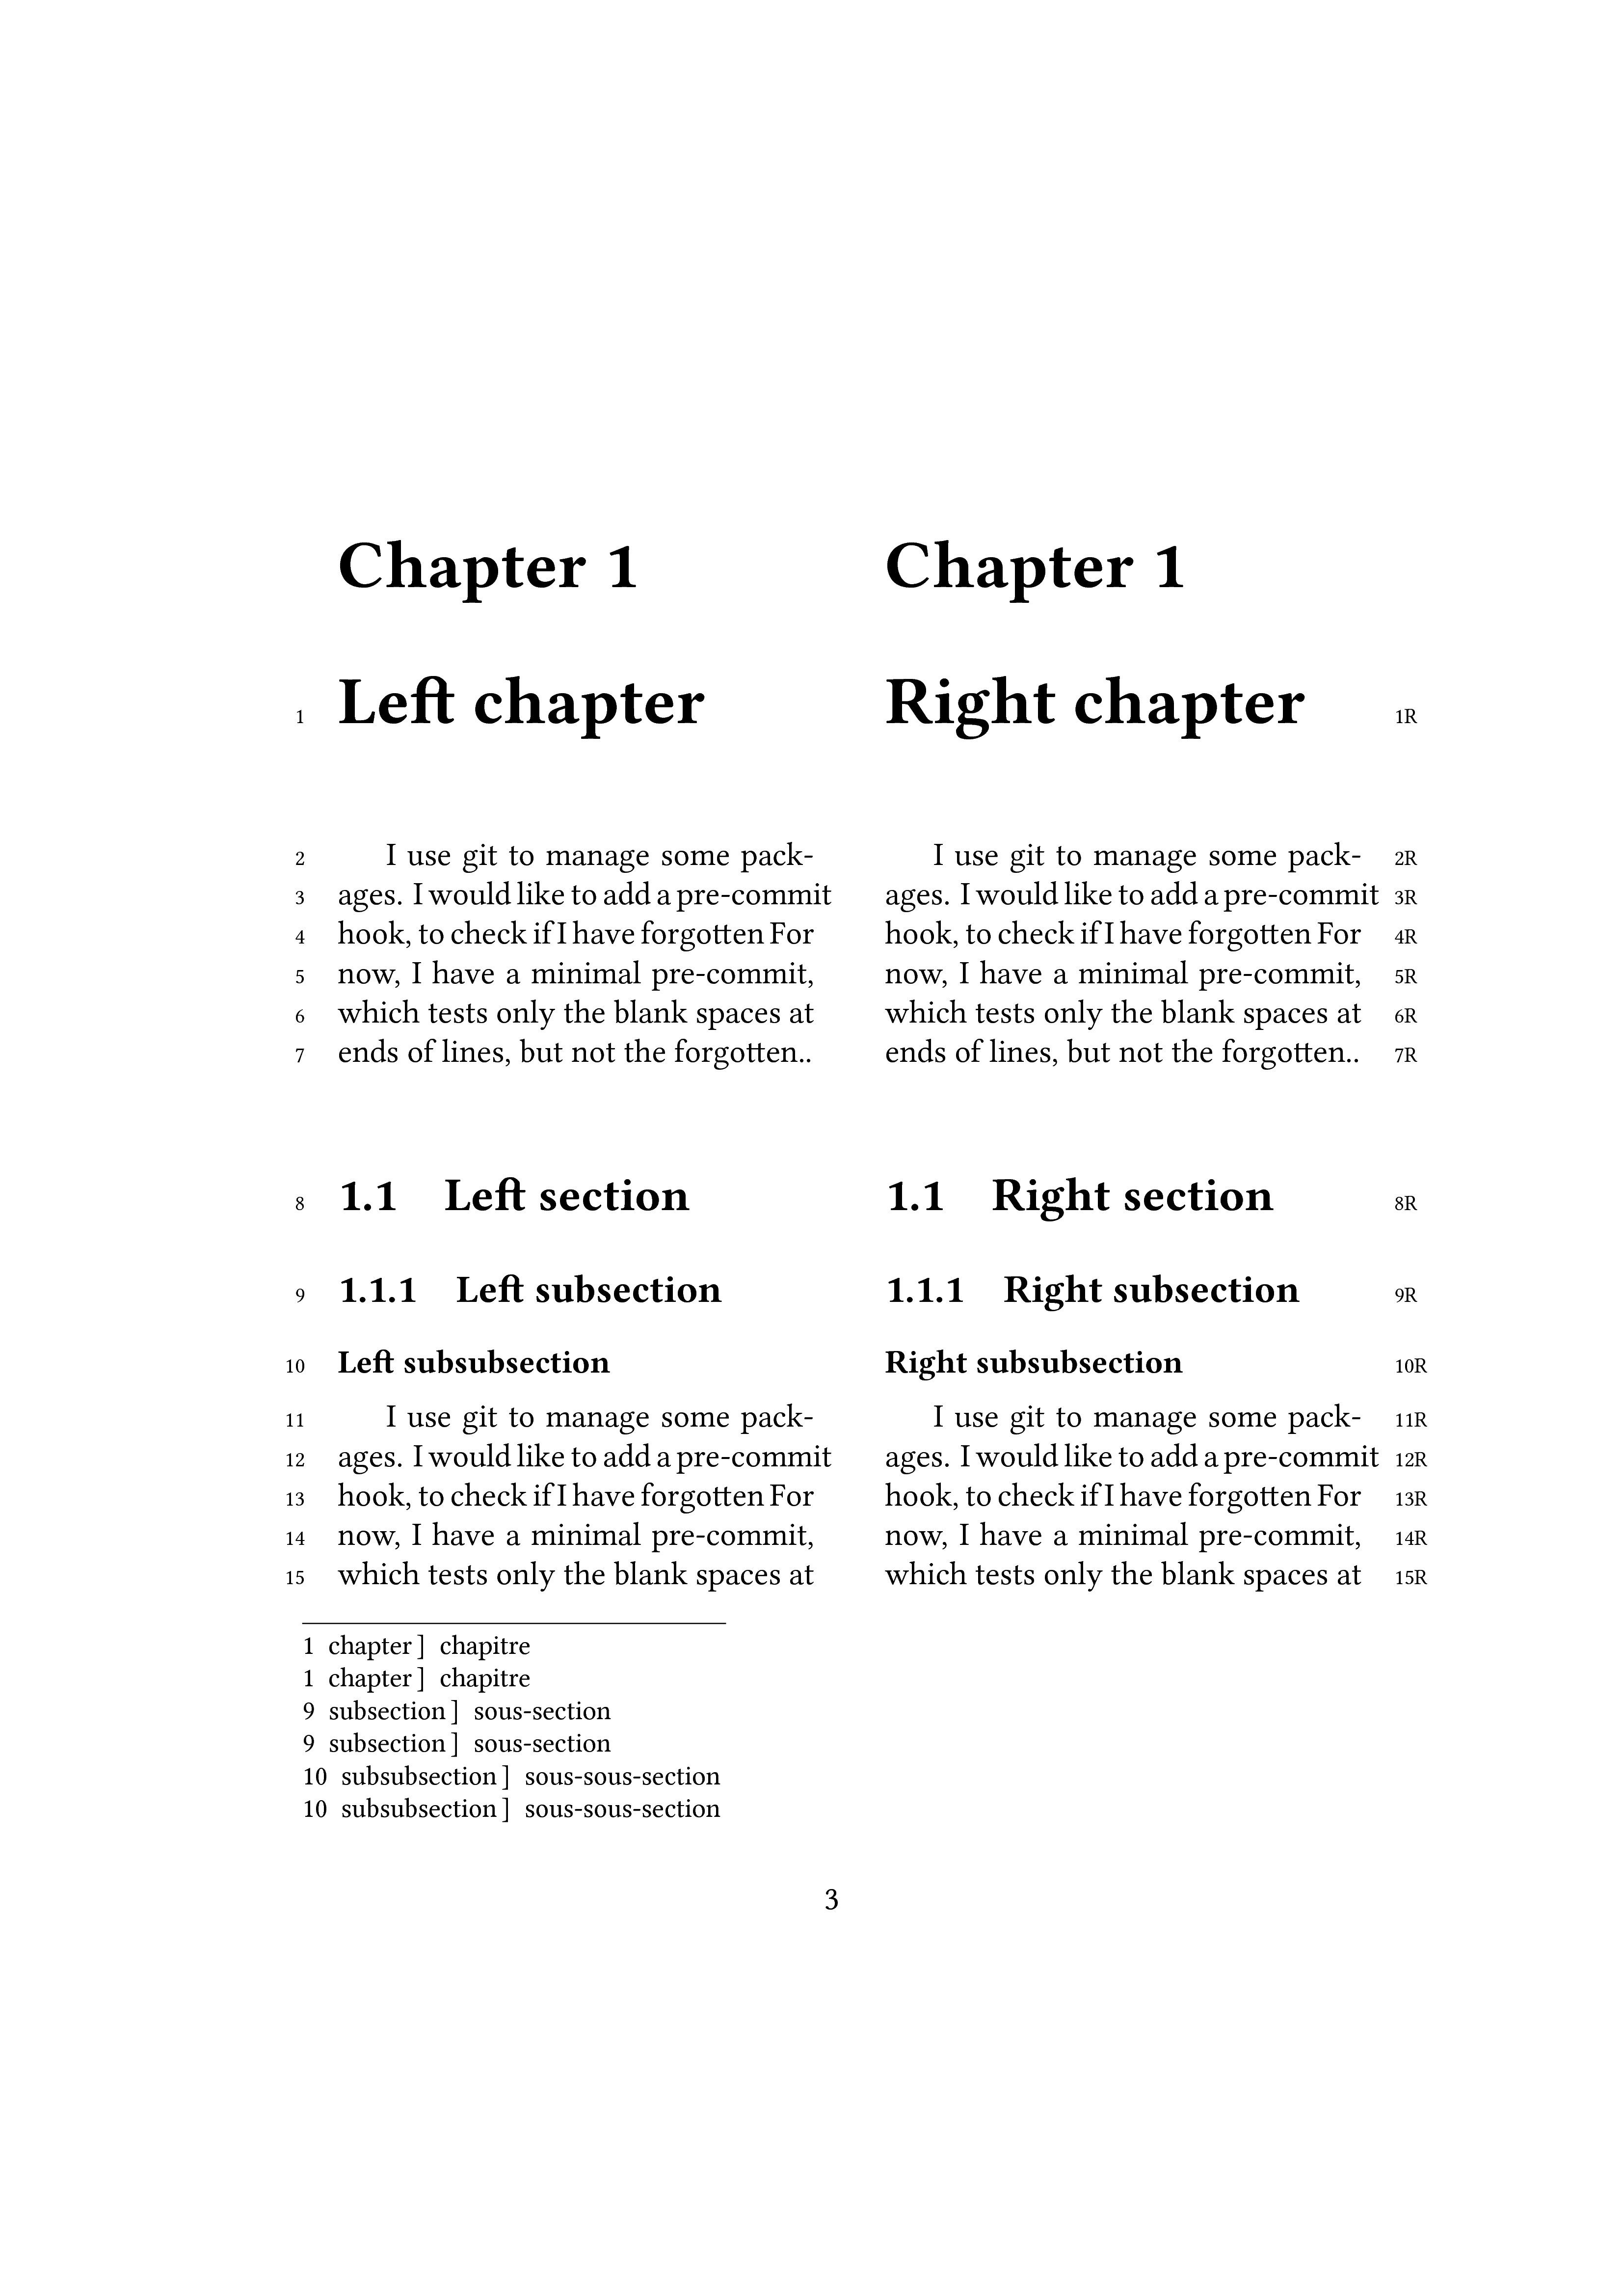 Chapter 1
1 Left chapter
2 I use git to manage some pack-
3 ages. I would like to add a pre-commit
4 hook, to check if I have forgotten For
5 now, I have a minimal pre-commit,
6 which tests only the blank spaces at
7 ends of lines, but not the forgotten..
8 1.1 Left section
9 1.1.1 Left subsection
10 Left subsubsection
11 I use git to manage some pack-
12 ages. I would like to add a pre-commit
13 hook, to check if I have forgotten For
14 now, I have a minimal pre-commit,
15 which tests only the blank spaces at
Chapter 1
Right chapter 1R
I use git to manage some pack- 2R
ages. I would like to add a pre-commit 3R
hook, to check if I have forgotten For 4R
now, I have a minimal pre-commit, 5R
which tests only the blank spaces at 6R
ends of lines, but not the forgotten.. 7R
1.1 Right section 8R
1.1.1 Right subsection 9R
Right subsubsection 10R
I use git to manage some pack- 11R
ages. I would like to add a pre-commit 12R
hook, to check if I have forgotten For 13R
now, I have a minimal pre-commit, 14R
which tests only the blank spaces at 15R
1 chapter ] chapitre
1 chapter ] chapitre
9 subsection ] sous-section
9 subsection ] sous-section
10 subsubsection ] sous-sous-section
10 subsubsection ] sous-sous-section
3